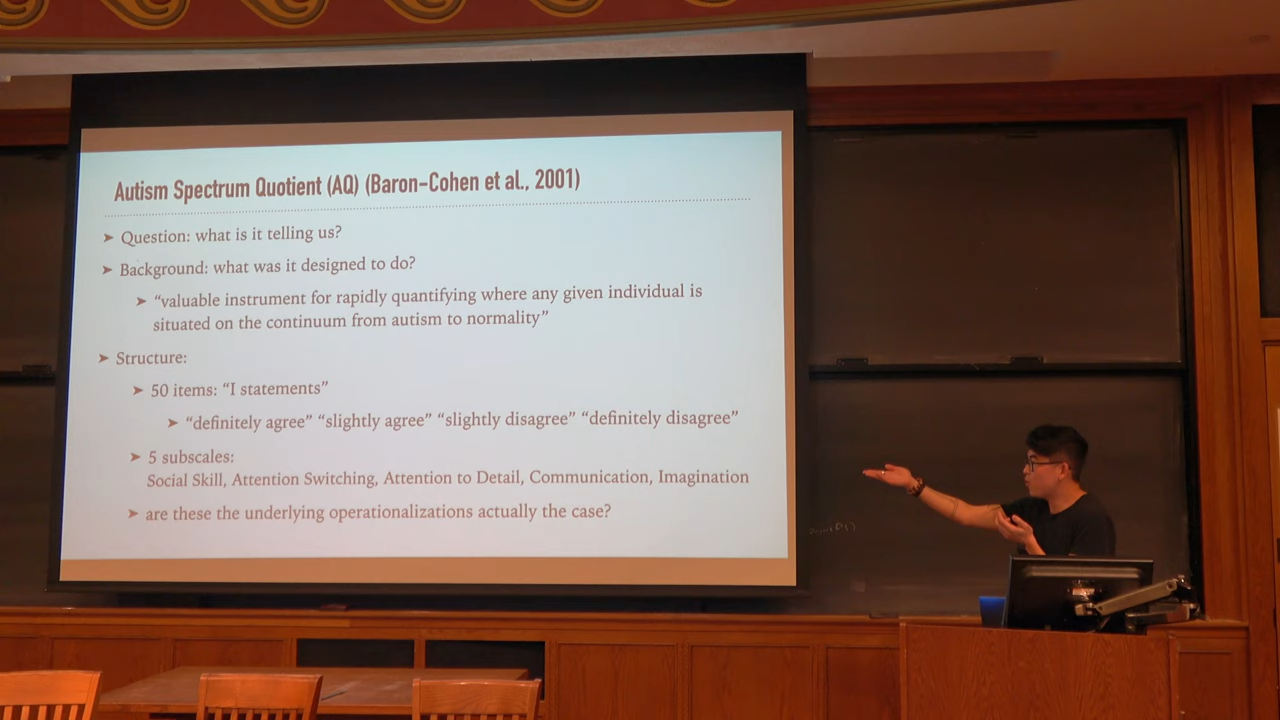 Autism Spectrum Quotient (AQ) (Baron-Cohen et al., 2001)
➤ Question: what is it telling us?
➤ Background: what was it designed to do?
➤ “valuable instrument for rapidly quantifying where any given individual is
situated on the continuum from autism to normality”
➤ Structure:
➤ 50 items: “I statements”
➤ “definitely agree” “slightly agree” “slightly disagree” “definitely disagree”
➤ 5 subscales:
Social Skill, Attention Switching, Attention to Detail, Communication, Imagination
➤ are these the underlying operationalizations actually the case?